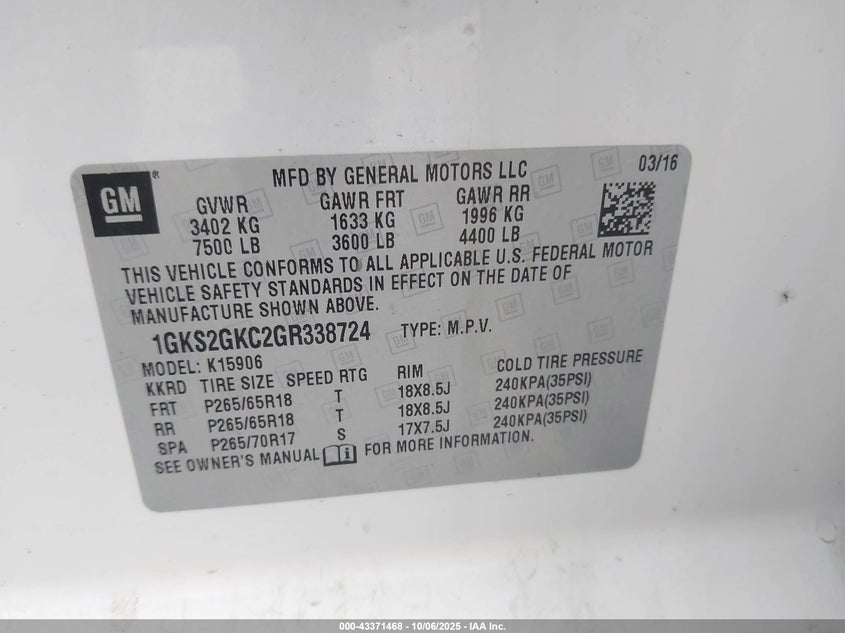 GM
MFD BY GENERAL MOTORS LLC
03/16
GVWR GAWR FRT GAWR RR
3402 KG 1633 KG 1996 KG
7500 LB 3600 LB 4400 LB
THIS VEHICLE CONFORMS TO ALL APPLICABLE U.S. FEDERAL MOTOR
VEHICLE SAFETY STANDARDS IN EFFECT ON THE DATE OF
MANUFACTURE SHOWN ABOVE.
1GKS2GKC2GR338724 TYPE: M.P.V.
MODEL: K15906
KKRD TIRE SIZE SPEED RTG RIM COLD TIRE PRESSURE
FRT P265/65R18 T 18X8.5J 240KPA(35PSI)
RR P265/65R18 T 18X8.5J 240KPA(35PSI)
SPA P265/70R17 S 17X7.5J 240KPA(35PSI)
SEE OWNER'S MANUAL FOR MORE INFORMATION.
000-43371468 - 10/06/2025 - IAA Inc.